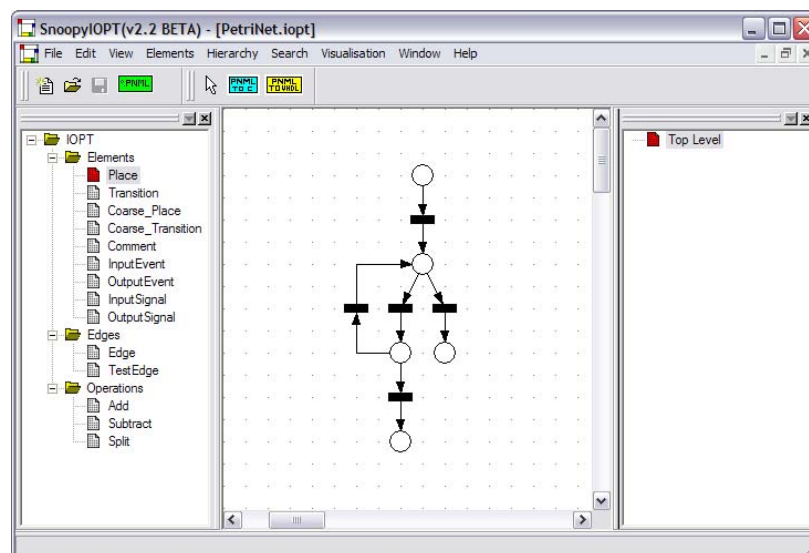 SnoopyIOPT(v2.2 BETA) - [PetriNet.iopt]
File Edit View Elements Hierarchy Search Visualisation Window Help
PNML PNML TO C PNML TO VHDL
IOPT
Elements
Place
Transition
Coarse_Place
Coarse_Transition
Comment
InputEvent
OutputEvent
InputSignal
OutputSignal
Edges
Edge
TestEdge
Operations
Add
Subtract
Split
Top Level